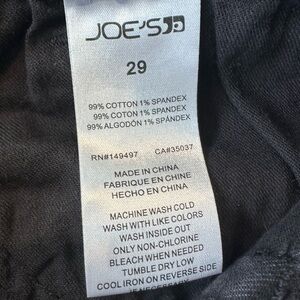 JOE'S
29
99% COTTON 1% SPANDEX
99% COTON 1% SPANDEX
99% ALGODÓN 1% SPANDEX
RN#149497 CA#35037
MADE IN CHINA
FABRIQUE EN CHINE
HECHO EN CHINA
MACHINE WASH COLD
WASH WITH LIKE COLORS
WASH INSIDE OUT
ONLY NON-CHLORINE
BLEACH WHEN NEEDED
TUMBLE DRY LOW
COOL IRON ON REVERSE SIDE
IF NECESSARY